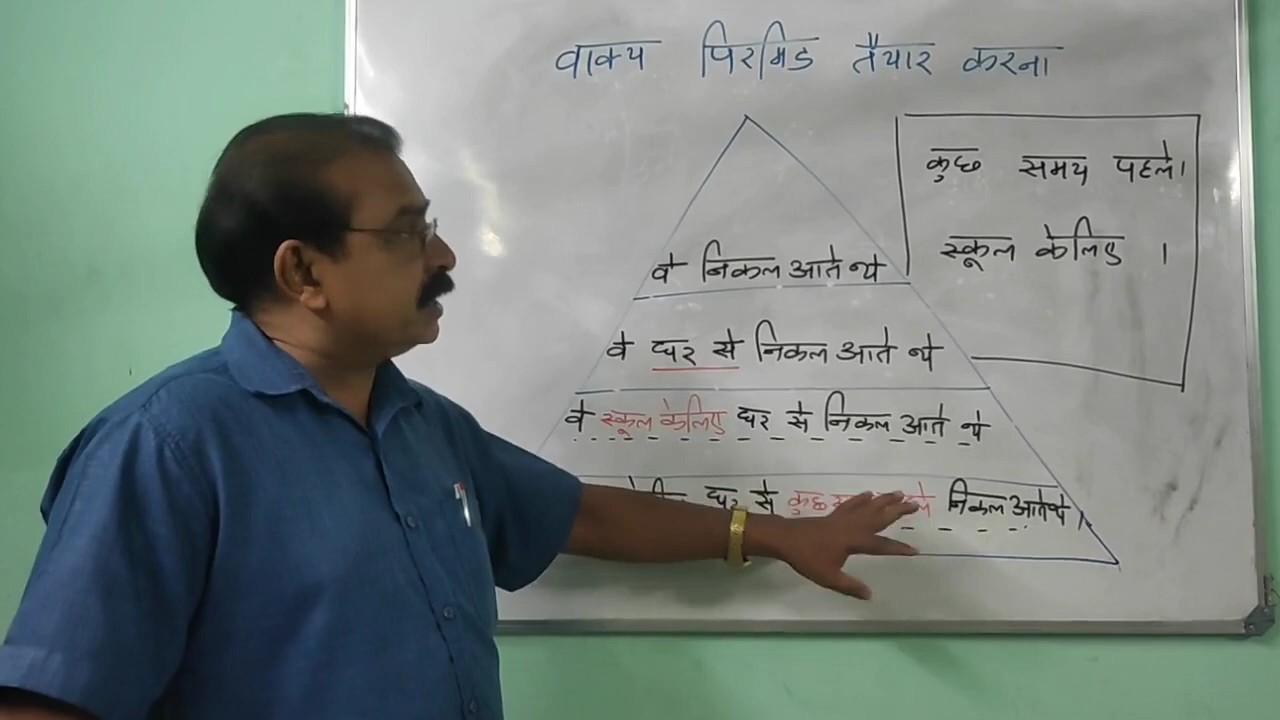 वाक्य पिरमिड तैयार करना
कुछ समय पहले।
स्कूल केलिए ।
वे निकल आते थे
वे घर से निकल आते थे
वे स्कूल केलिए घर से निकल आते थे
घर से कुछ निकल आतेथे।